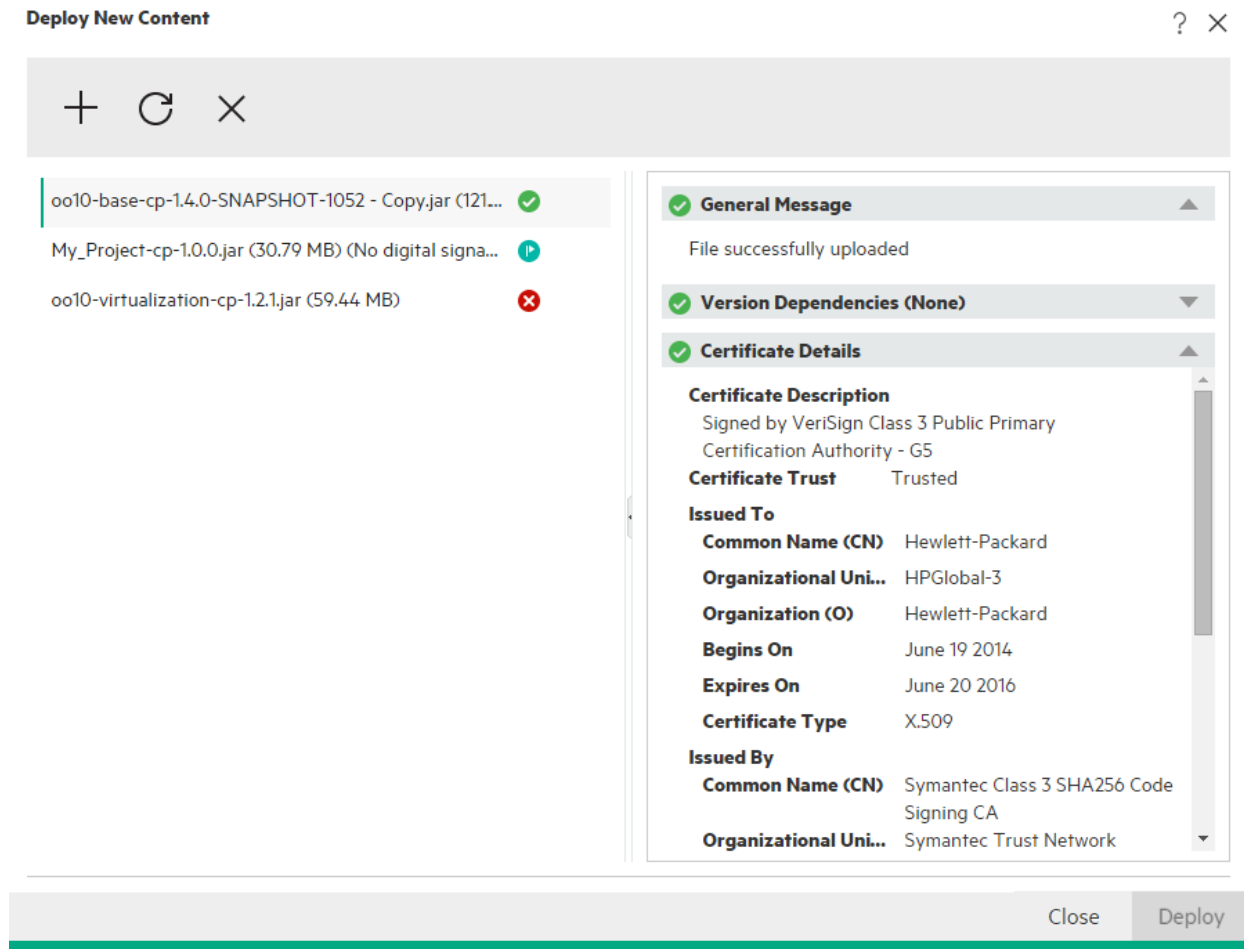 Deploy New Content
?
oo10-base-cp-1.4.0-SNAPSHOT-1052 - Copy.jar (121....
My_Project-cp-1.0.0.jar (30.79 MB) (No digital signa...
oo10-virtualization-cp-1.2.1.jar (59.44 MB)
General Message
File successfully uploaded
Version Dependencies (None)
Certificate Details
Certificate Description
Signed by VeriSign Class 3 Public Primary
Certification Authority - G5
Certificate Trust Trusted
Issued To
Common Name (CN) Hewlett-Packard
Organizational Uni... HPGlobal-3
Organization (O) Hewlett-Packard
Begins On June 19 2014
Expires On June 20 2016
Certificate Type X.509
Issued By
Common Name (CN) Symantec Class 3 SHA256 Code
Signing CA
Organizational Uni... Symantec Trust Network
Close Deploy